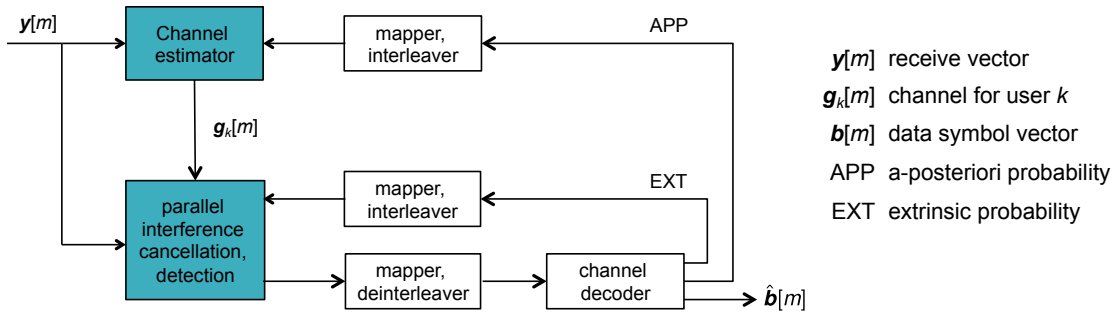 y[m]
Channel
estimator
mapper,
interleaver
APP
g_k[m]
parallel
interference
cancellation,
detection
mapper,
interleaver
EXT
mapper,
deinterleaver
channel
decoder
b̂[m]
y[m] receive vector
g_k[m] channel for user k
b[m] data symbol vector
APP a-posteriori probability
EXT extrinsic probability